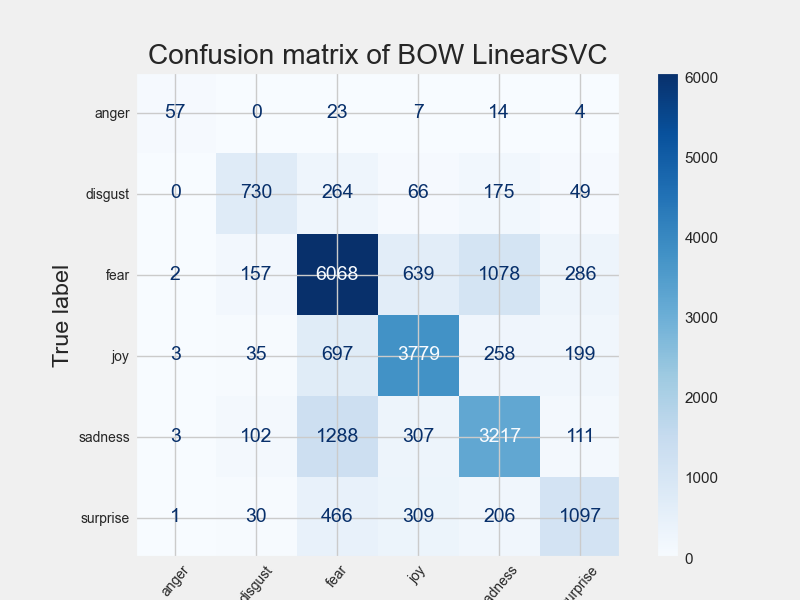 Confusion matrix of BOW LinearSVC
True label
anger 57 0 23 7 14 4
disgust 0 730 264 66 175 49
fear 2 157 6068 639 1078 286
joy 3 35 697 3779 258 199
sadness 3 102 1288 307 3217 111
surprise 1 30 466 309 206 1097
anger disgust fear joy adness urprise
6000
5000
4000
3000
2000
1000
0